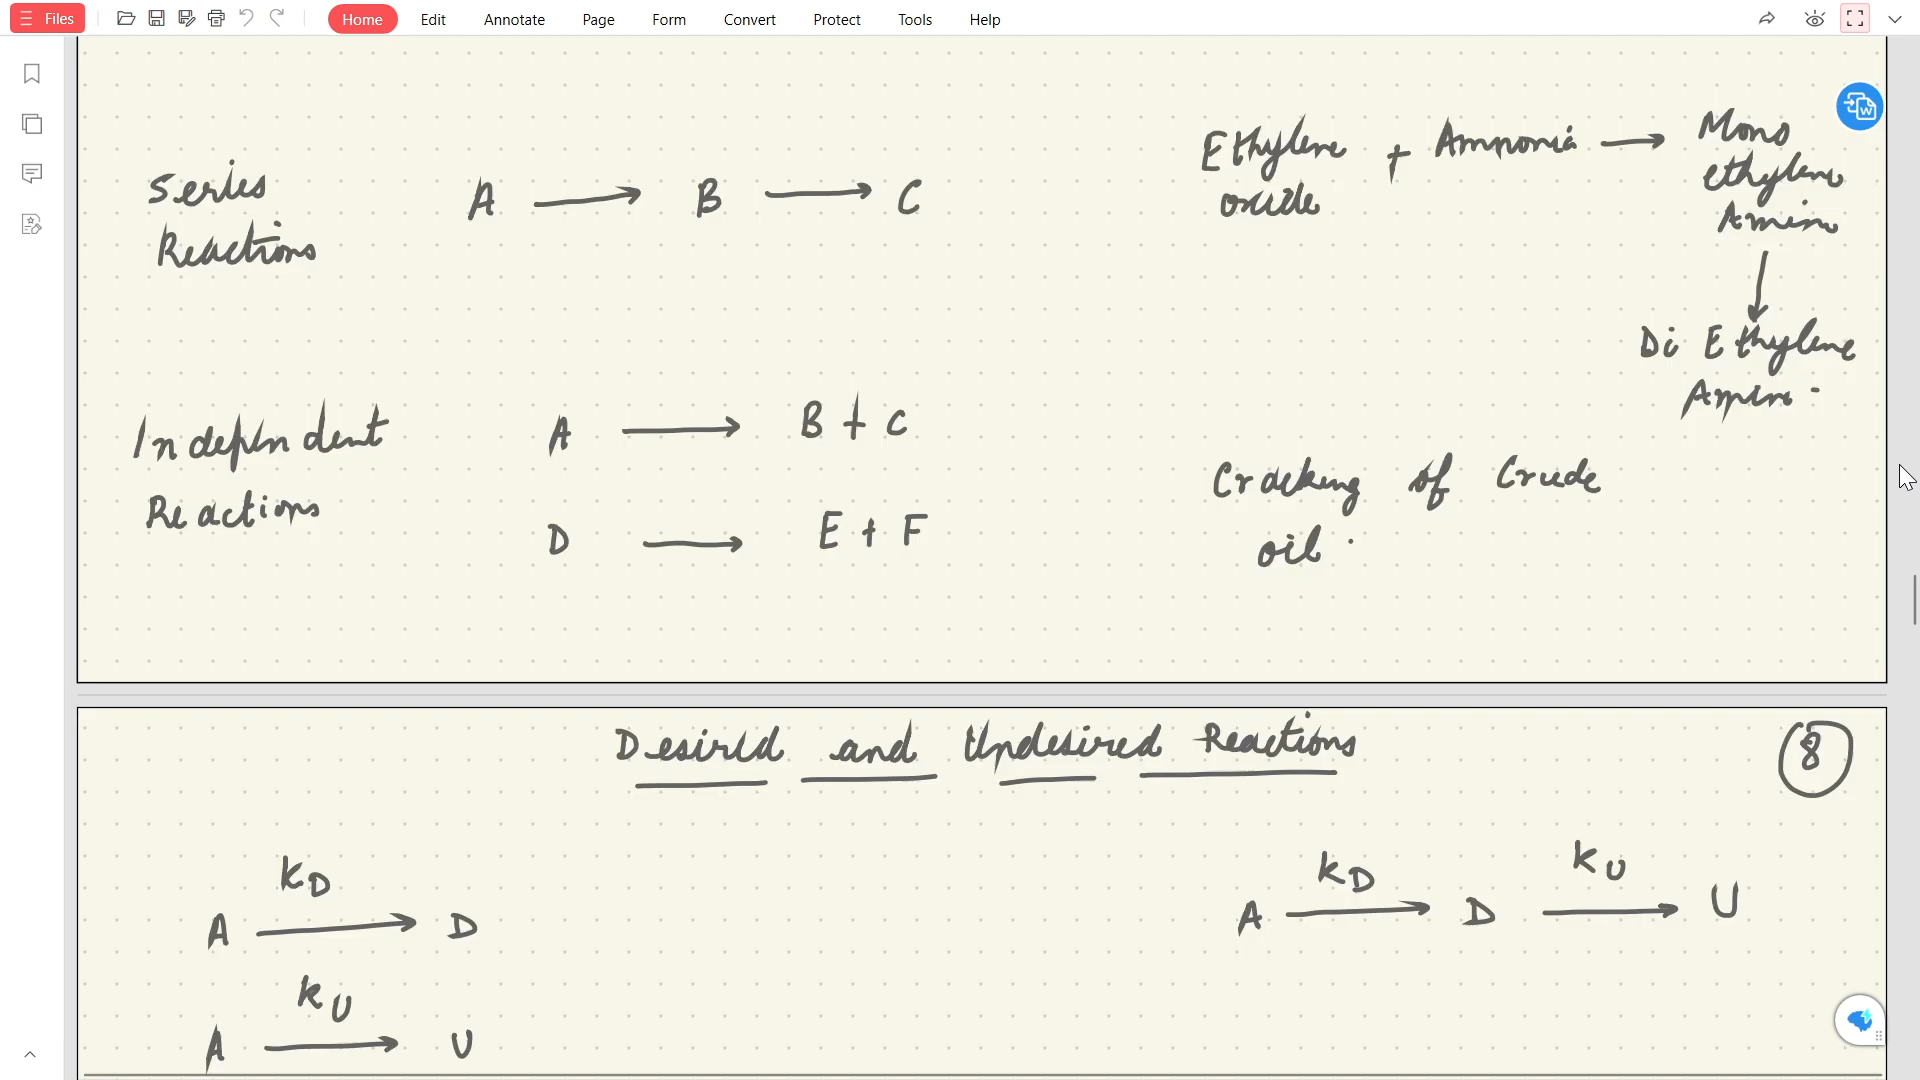 Files Home Edit Annotate Page Form Convert Protect Tools Help
Series
Reactions
A → B → C
Ethylene
oxide
+ Ammonia →
Mono
ethylene
Amine
↓
Di Ethylene
Amine.
Independent
Reactions
A → B + C
D → E + F
Cracking of Crude
oil.
Desired and Undesired Reactions
8
kD
A → D
kU
A → U
kD kU
A → D → U